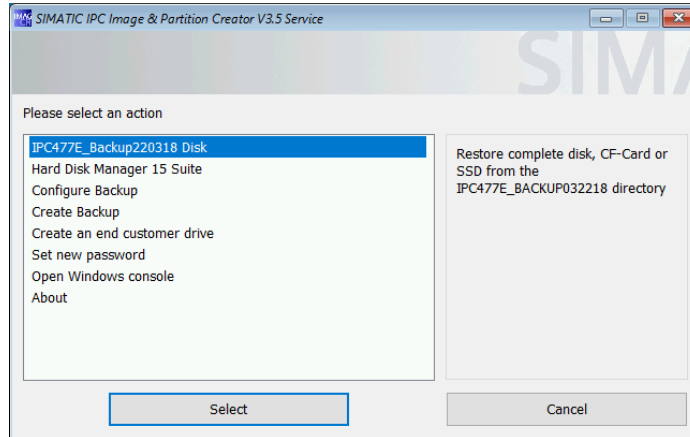 SIMATIC IPC Image & Partition Creator V3.5 Service
Please select an action
IPC477E_Backup220318 Disk
Hard Disk Manager 15 Suite
Configure Backup
Create Backup
Create an end customer drive
Set new password
Open Windows console
About
Restore complete disk, CF-Card or
SSD from the
IPC477E_BACKUP032218 directory
Select
Cancel